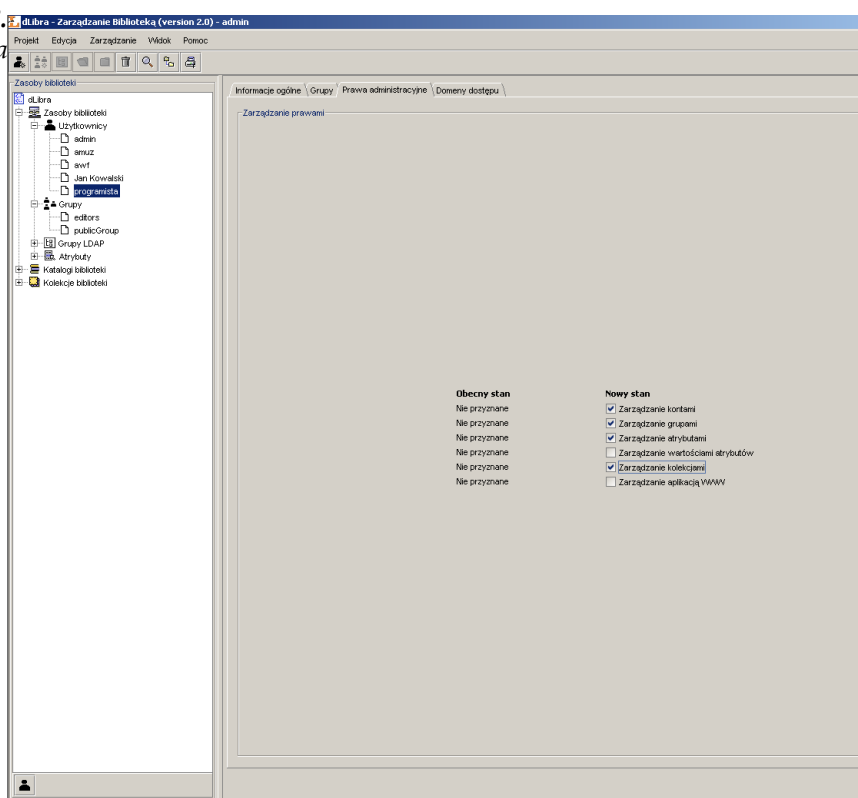 dLibra - Zarządzanie Biblioteką (version 2.0) - admin
Projekt Edycja Zarządzanie Widok Pomoc
a
Zasoby biblioteki
dLibra
Zasoby bibliioteki
Użytkownicy
admin
amuz
awf
Jan Kowalski
programista
Grupy
editors
publicGroup
Grupy LDAP
Atrybuty
Katalogi biblioteki
Kolekcje biblioteki
Informacje ogólne Grupy Prawa administracyjne Domeny dostępu
Zarządzanie prawami
Obecny stan Nowy stan
Nie przyznane Zarządzanie kontami
Nie przyznane Zarządzanie grupami
Nie przyznane Zarządzanie atrybutami
Nie przyznane Zarządzanie wartościami atrybutów
Nie przyznane Zarządzanie kolekcjami
Nie przyznane Zarządzanie aplikacją WWW